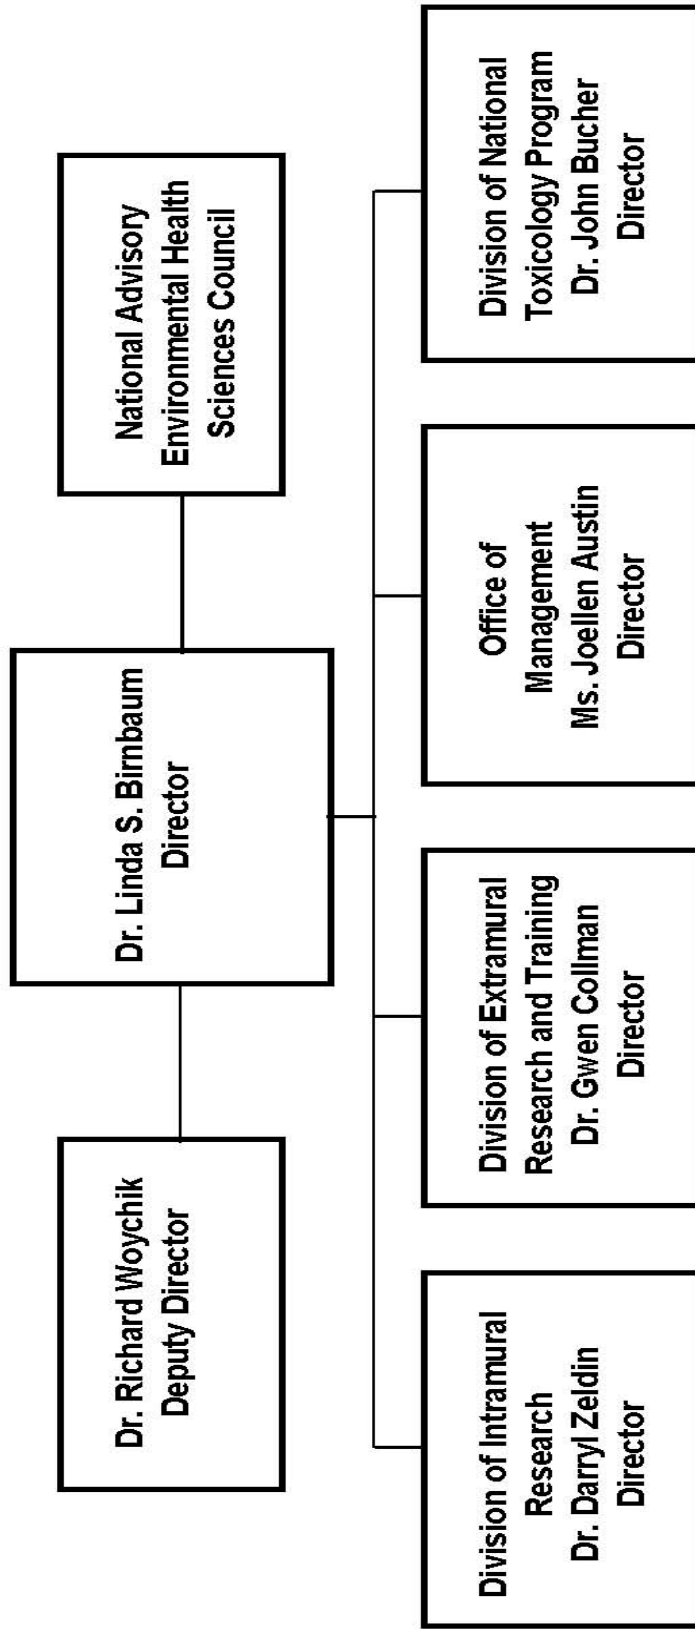 Dr. Linda S. Birnbaum
Director
Dr. Richard Woychik
Deputy Director
National Advisory
Environmental Health
Sciences Council
Division of Intramural
Research
Dr. Darryl Zeldin
Director
Division of Extramural
Research and Training
Dr. Gwen Collman
Director
Office of
Management
Ms. Joellen Austin
Director
Division of National
Toxicology Program
Dr. John Bucher
Director